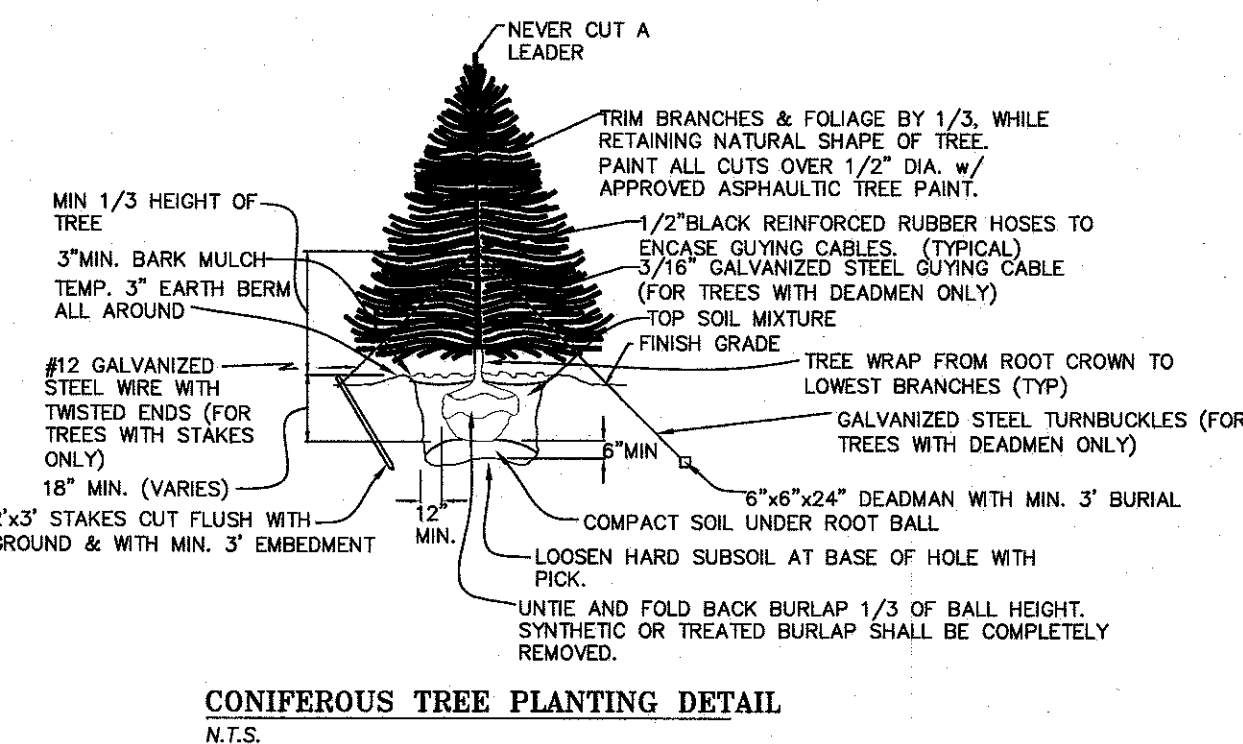 NEVER CUT A
LEADER
TRIM BRANCHES & FOLIAGE BY 1/3, WHILE
RETAINING NATURAL SHAPE OF TREE.
PAINT ALL CUTS OVER 1/2" DIA. w/
APPROVED ASPHAULTIC TREE PAINT.
MIN 1/3 HEIGHT OF
TREE
1/2"BLACK REINFORCED RUBBER HOSES TO
ENCASE GUYING CABLES. (TYPICAL)
3"MIN. BARK MULCH
3/16" GALVANIZED STEEL GUYING CABLE
(FOR TREES WITH DEADMEN ONLY)
TEMP. 3" EARTH BERM
ALL AROUND
TOP SOIL MIXTURE
FINISH GRADE
TREE WRAP FROM ROOT CROWN TO
LOWEST BRANCHES (TYP)
#12 GALVANIZED
STEEL WIRE WITH
TWISTED ENDS (FOR
TREES WITH STAKES
ONLY)
GALVANIZED STEEL TURNBUCKLES (FOR
TREES WITH DEADMEN ONLY)
6"MIN
18" MIN. (VARIES)
6"x6"x24" DEADMAN WITH MIN. 3' BURIAL
2'x3' STAKES CUT FLUSH WITH
GROUND & WITH MIN. 3' EMBEDMENT
12"
MIN.
COMPACT SOIL UNDER ROOT BALL
LOOSEN HARD SUBSOIL AT BASE OF HOLE WITH
PICK.
UNTIE AND FOLD BACK BURLAP 1/3 OF BALL HEIGHT.
SYNTHETIC OR TREATED BURLAP SHALL BE COMPLETELY
REMOVED.
CONIFEROUS TREE PLANTING DETAIL
N.T.S.